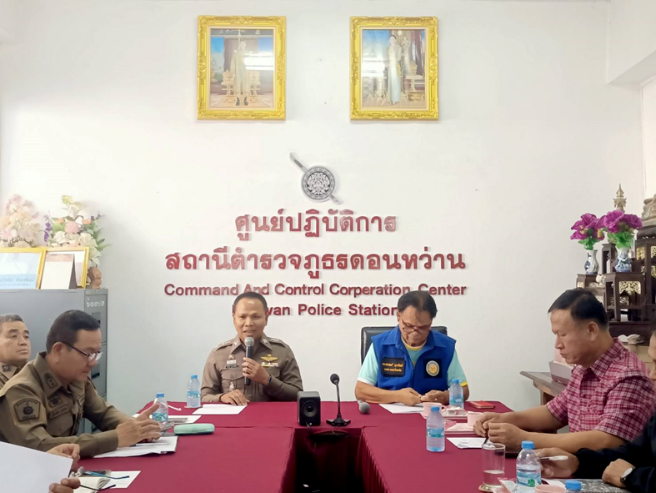 ศูนย์ปฏิบัติการ
สถานีตำรวจภูธรดอนหว่าน
Command And Control Corperation Center
Police Station